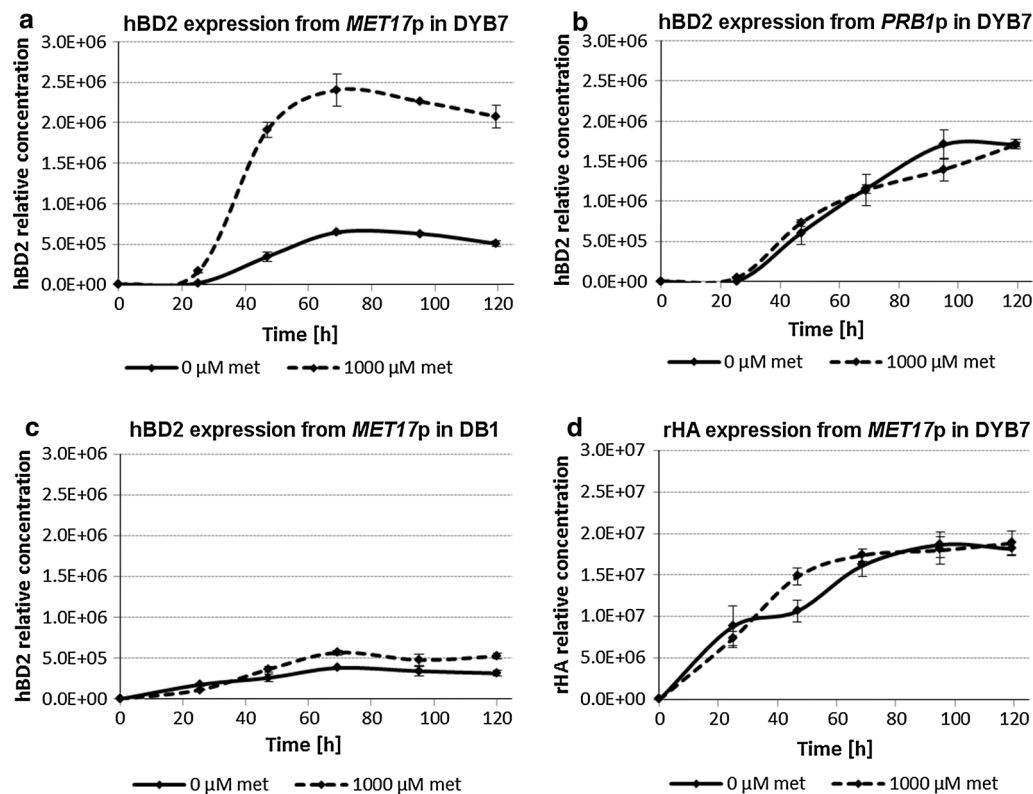 a
hBD2 expression from MET17p in DYB7
3.0E+06
2.5E+06
2.0E+06
1.5E+06
1.0E+06
5.0E+05
0.0E+00
hBD2 relative concentration
0 20 40 60 80 100 120
Time [h]
0 µM met 1000 µM met
b
hBD2 expression from PRB1p in DYB7
3.0E+06
2.5E+06
2.0E+06
1.5E+06
1.0E+06
5.0E+05
0.0E+00
hBD2 relative concentration
0 20 40 60 80 100 120
Time [h]
0 µM met 1000 µM met
c
hBD2 expression from MET17p in DB1
3.0E+06
2.5E+06
2.0E+06
1.5E+06
1.0E+06
5.0E+05
0.0E+00
hBD2 relative concentration
0 20 40 60 80 100 120
Time [h]
0 µM met 1000 µM met
d
rHA expression from MET17p in DYB7
3.0E+07
2.5E+07
2.0E+07
1.5E+07
1.0E+07
5.0E+06
0.0E+00
rHA relative concentration
0 20 40 60 80 100 120
Time [h]
0 µM met 1000 µM met